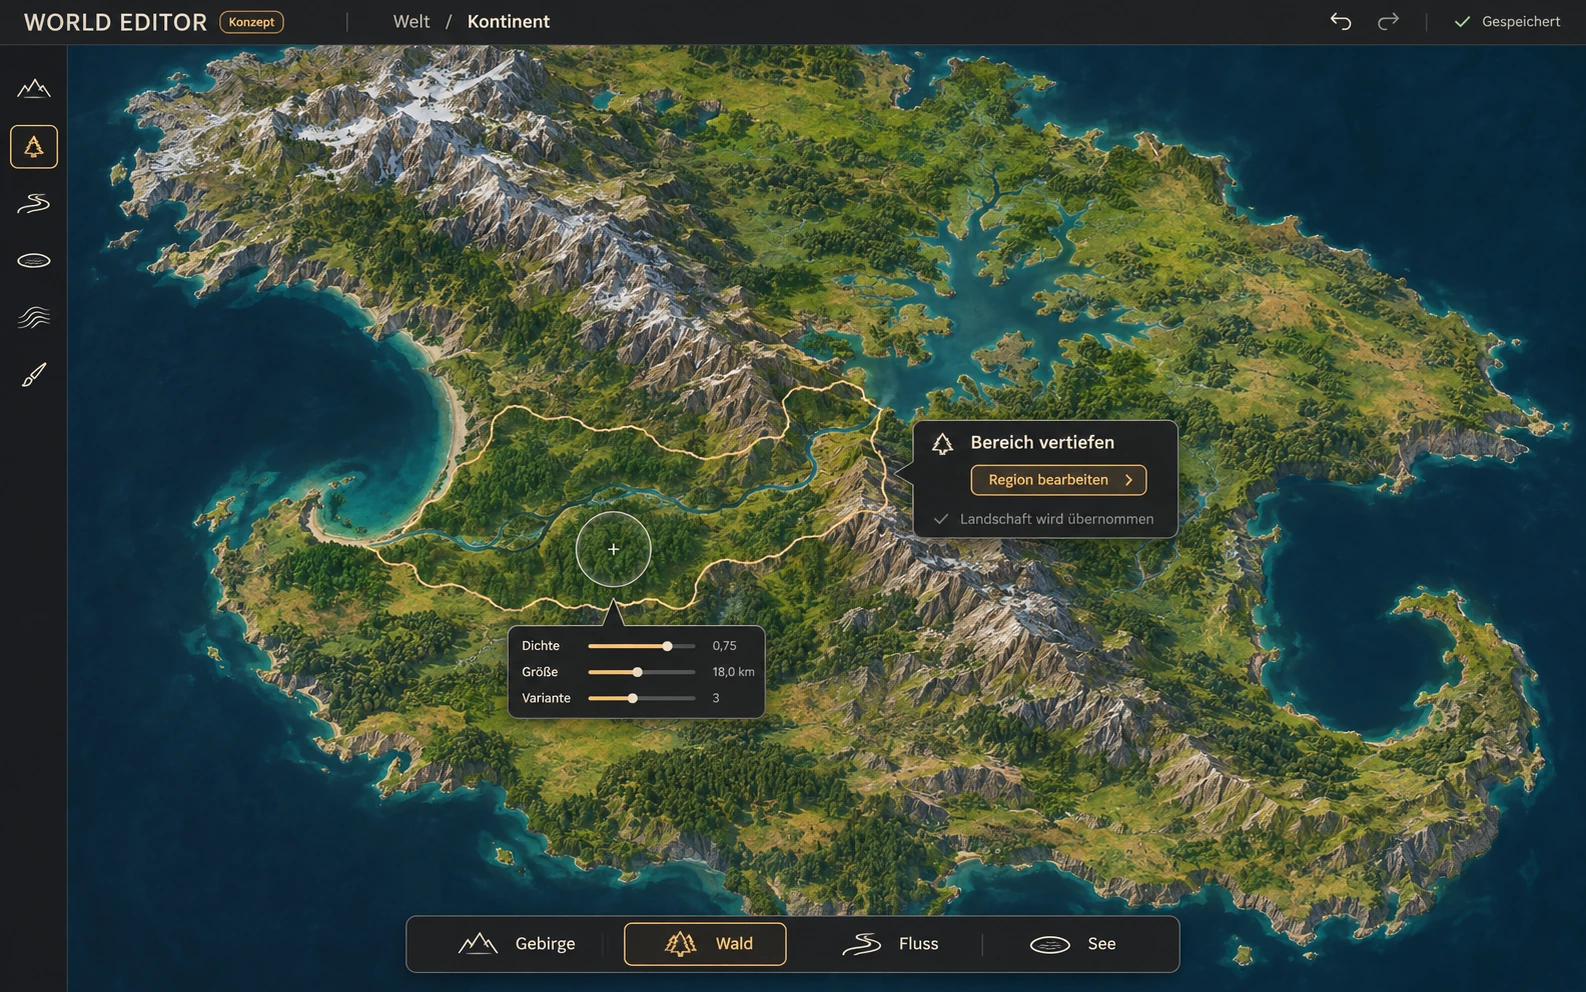 WORLD EDITOR Konzept Welt / Kontinent Gespeichert
Bereich vertiefen
Region bearbeiten
Landschaft wird übernommen
Dichte 0,75
Größe 18,0 km
Variante 3
Gebirge Wald Fluss See